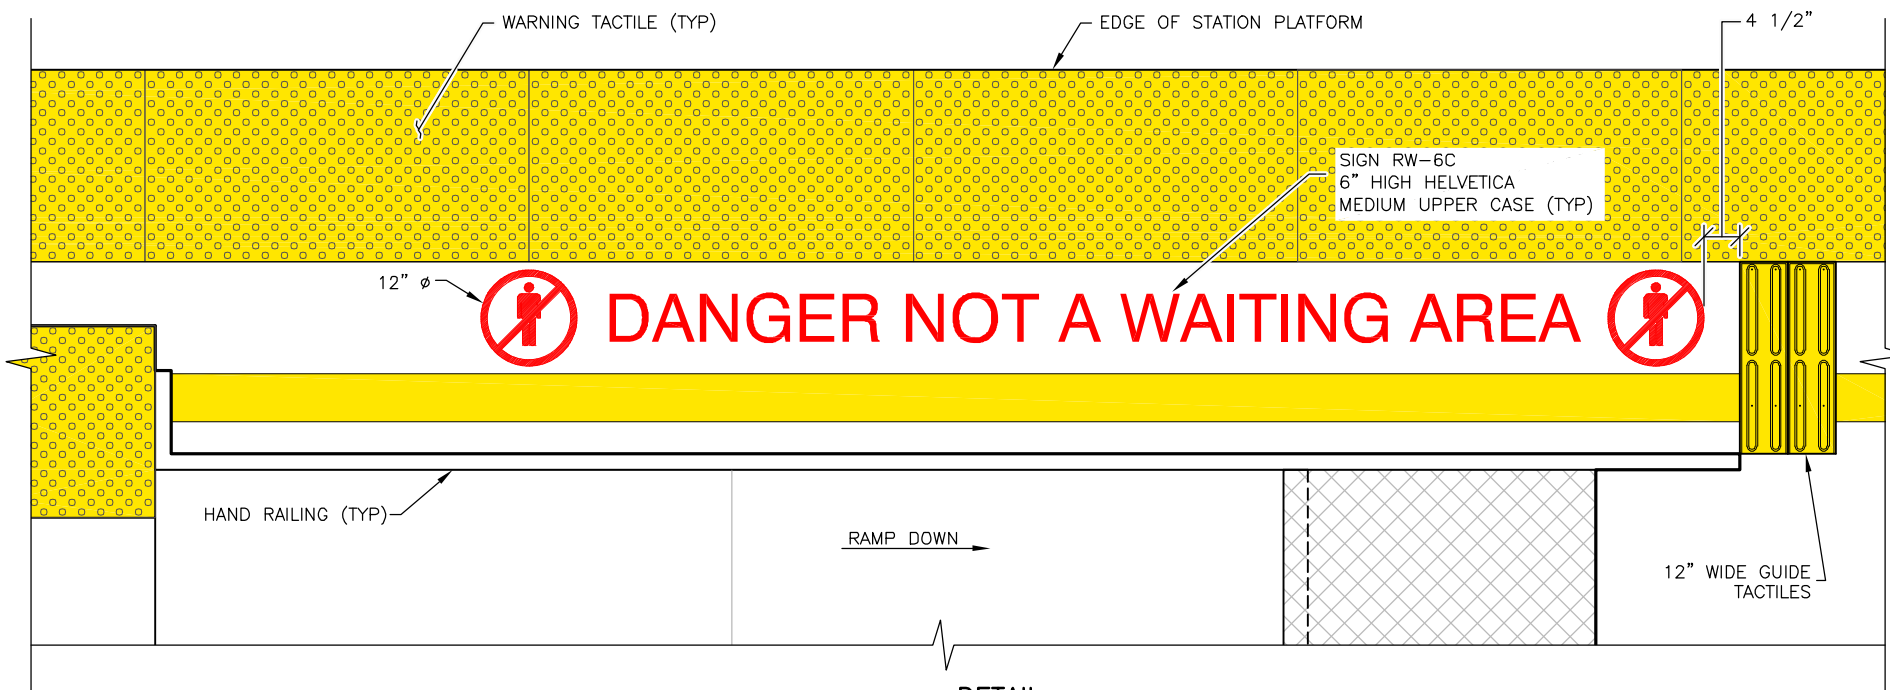 WARNING TACTILE (TYP)
EDGE OF STATION PLATFORM
4 1/2"
SIGN RW-6C
6" HIGH HELVETICA
MEDIUM UPPER CASE (TYP)
12" ø
DANGER NOT A WAITING AREA
HAND RAILING (TYP)
RAMP DOWN
12" WIDE GUIDE
TACTILES
DETAIL